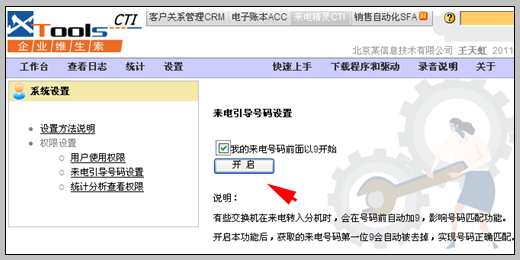 XTools CTI
企业维生素
客户关系管理CRM 电子账本ACC 来电精灵CTI 销售自动化SFA N ?
北京某信息技术有限公司 王天虹 2011
工作台 查看日志 统计 设置 快速上手 下载程序和驱动 录音说明 关于
系统设置
设置方法说明
权限设置
用户使用权限
来电引导号码设置
统计分析查看权限
来电引导号码设置
我的来电号码前面以9开始
开 启
说明:
有些交换机在来电转入分机时,会在号码前自动加9,影响号码匹配功能。
开启本功能后,获取的来电号码第一位9会自动被去掉,实现号码正确匹配。